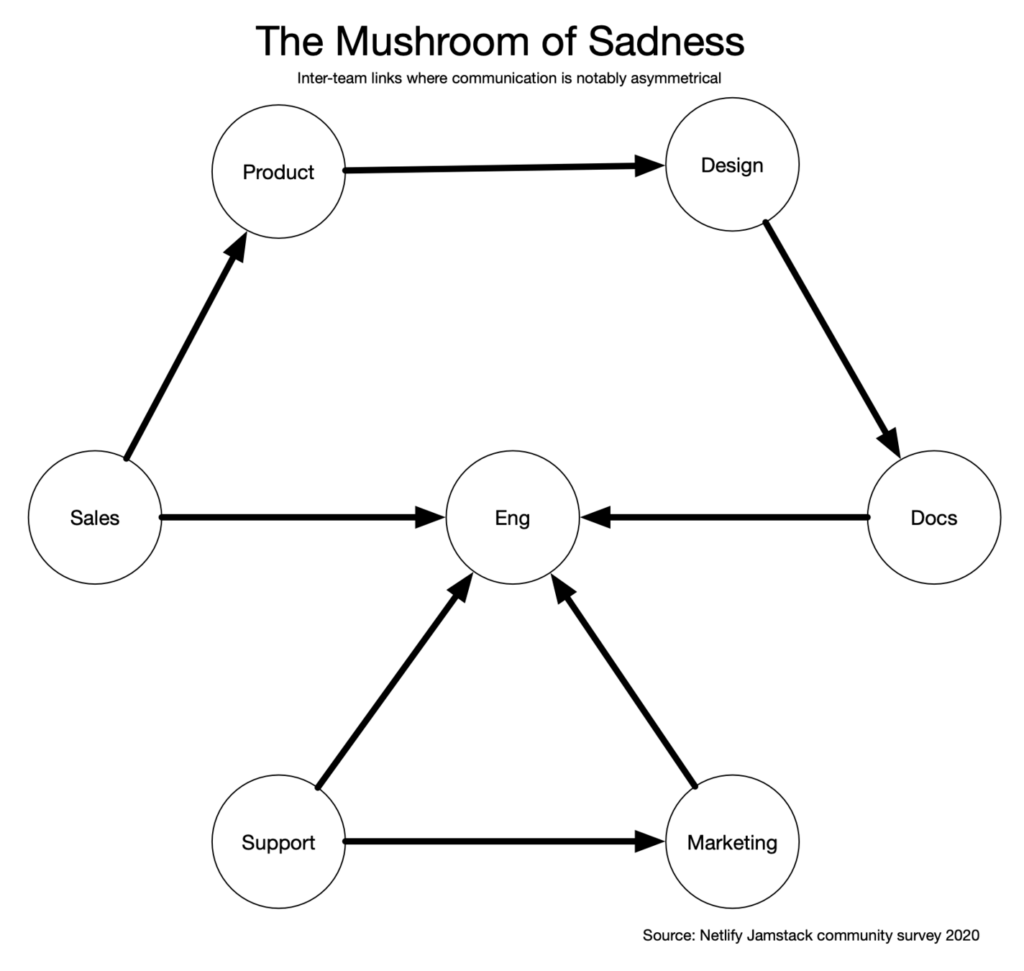 The Mushroom of Sadness
Inter-team links where communication is notably asymmetrical
Product
Design
Sales
Eng
Docs
Support
Marketing
Source: Netlify Jamstack community survey 2020